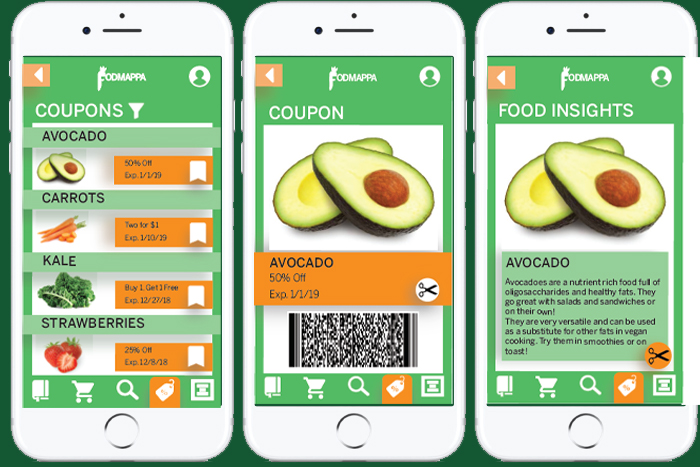 FODMAPPA
COUPONS
AVOCADO
50% Off
Exp. 1/1/19
CARROTS
Two for $1
Exp. 1/10/19
KALE
Buy 1, Get 1 Free
Exp. 12/27/18
STRAWBERRIES
25% Off
Exp.12/8/18
FODMAPPA
COUPON
AVOCADO
50% Off
Exp. 1/1/19
FODMAPPA
FOOD INSIGHTS
AVOCADO
Avocadoes are a nutrient rich food full of
oligosaccharides and healthy fats. They
go great with salads and sandwiches or
on their own!
They are very versatile and can be used
as a substitute for other fats in vegan
cooking. Try them in smoothies or on
toast!